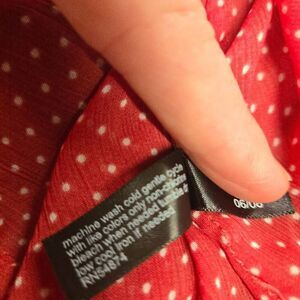 machine wash cold gentle cycle
with like colors only non-chlorine
bleach when needed tumble dry
low cool iron if needed
RN54874
06/90